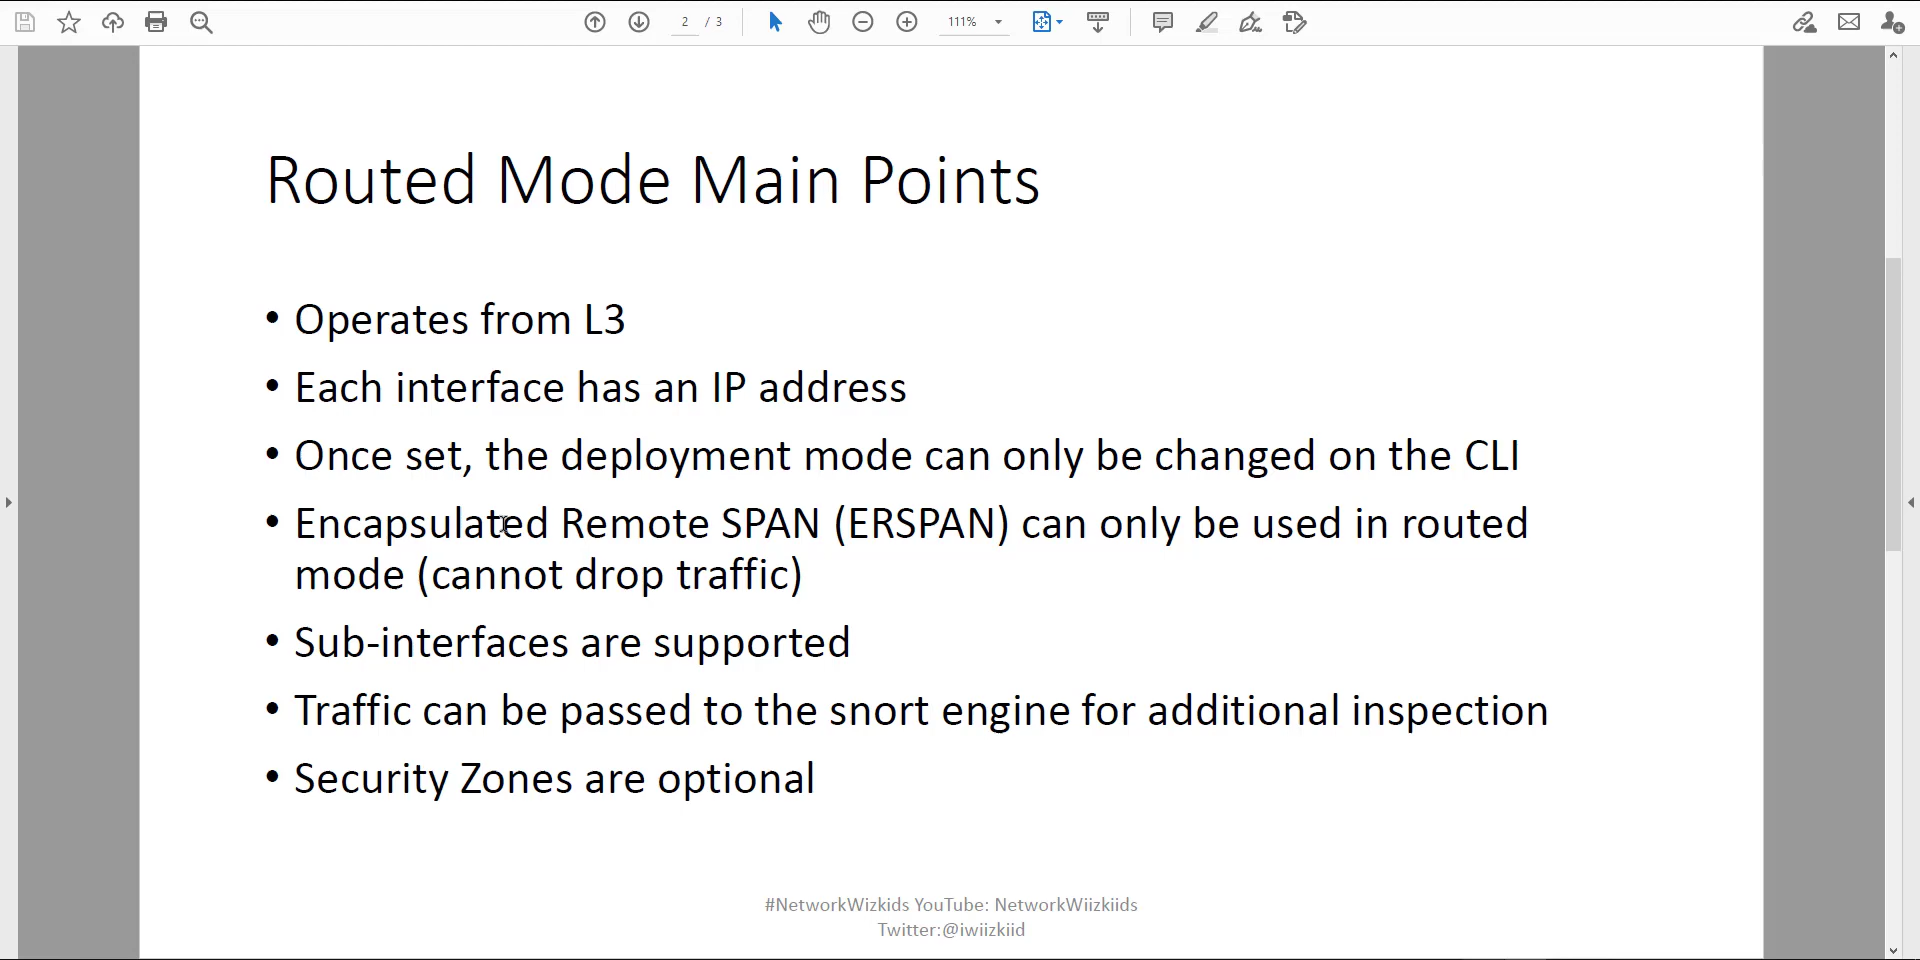 2 / 3
111%
Routed Mode Main Points
• Operates from L3
• Each interface has an IP address
• Once set, the deployment mode can only be changed on the CLI
• Encapsulated Remote SPAN (ERSPAN) can only be used in routed
mode (cannot drop traffic)
• Sub-interfaces are supported
• Traffic can be passed to the snort engine for additional inspection
• Security Zones are optional
#NetworkWizkids YouTube: NetworkWiizkiids
Twitter:@iwiizkiid